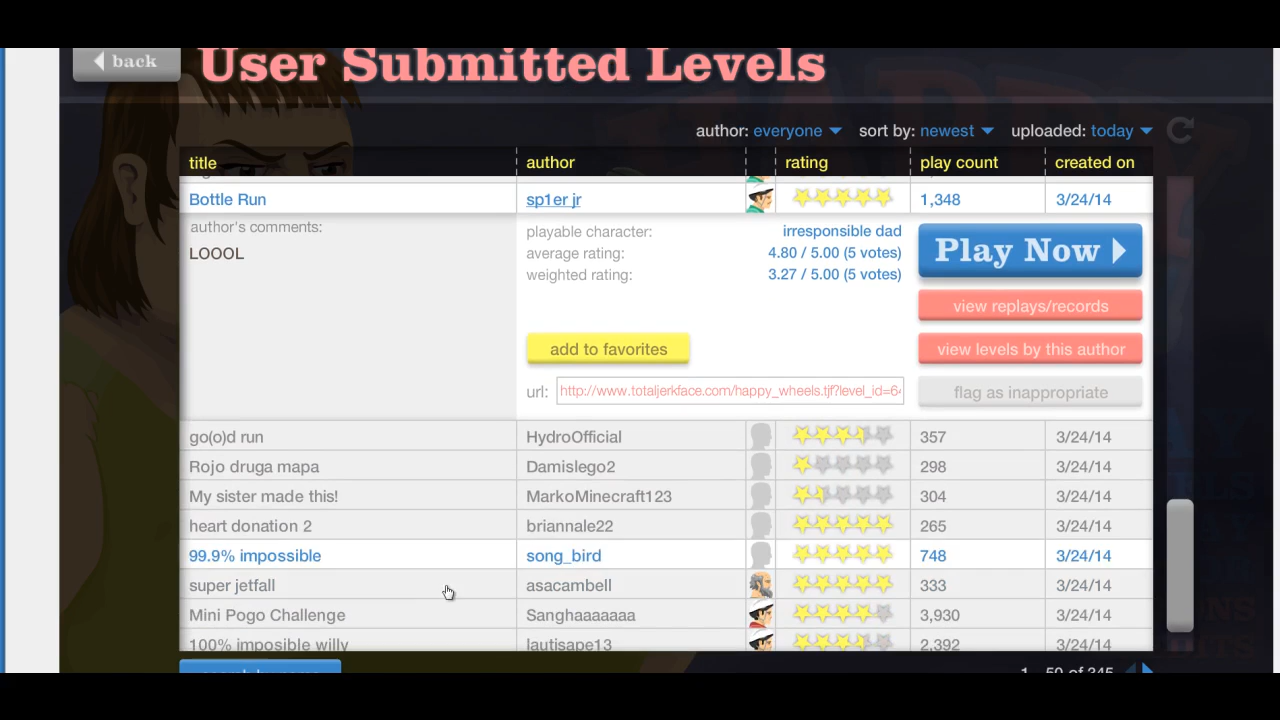 back
User Submitted Levels
author: everyone sort by: newest uploaded: today
title author rating play count created on
Bottle Run sp1er jr 1,348 3/24/14
author's comments: playable character: irresponsible dad Play Now
LOOOL average rating: 4.80 / 5.00 (5 votes)
weighted rating: 3.27 / 5.00 (5 votes)
view replays/records
add to favorites view levels by this author
url: http://www.totaljerkface.com/happy_wheels.tjf?level_id=6 flag as inappropriate
go(o)d run HydroOfficial 357 3/24/14
Rojo druga mapa Damislego2 298 3/24/14
My sister made this! MarkoMinecraft123 304 3/24/14
heart donation 2 briannale22 265 3/24/14
99.9% impossible song_bird 748 3/24/14
super jetfall asacambell 333 3/24/14
Mini Pogo Challenge Sanghaaaaaaa 3,930 3/24/14
100% imposible willy lautisape13 2,392 3/24/14
1 - 50 of 345